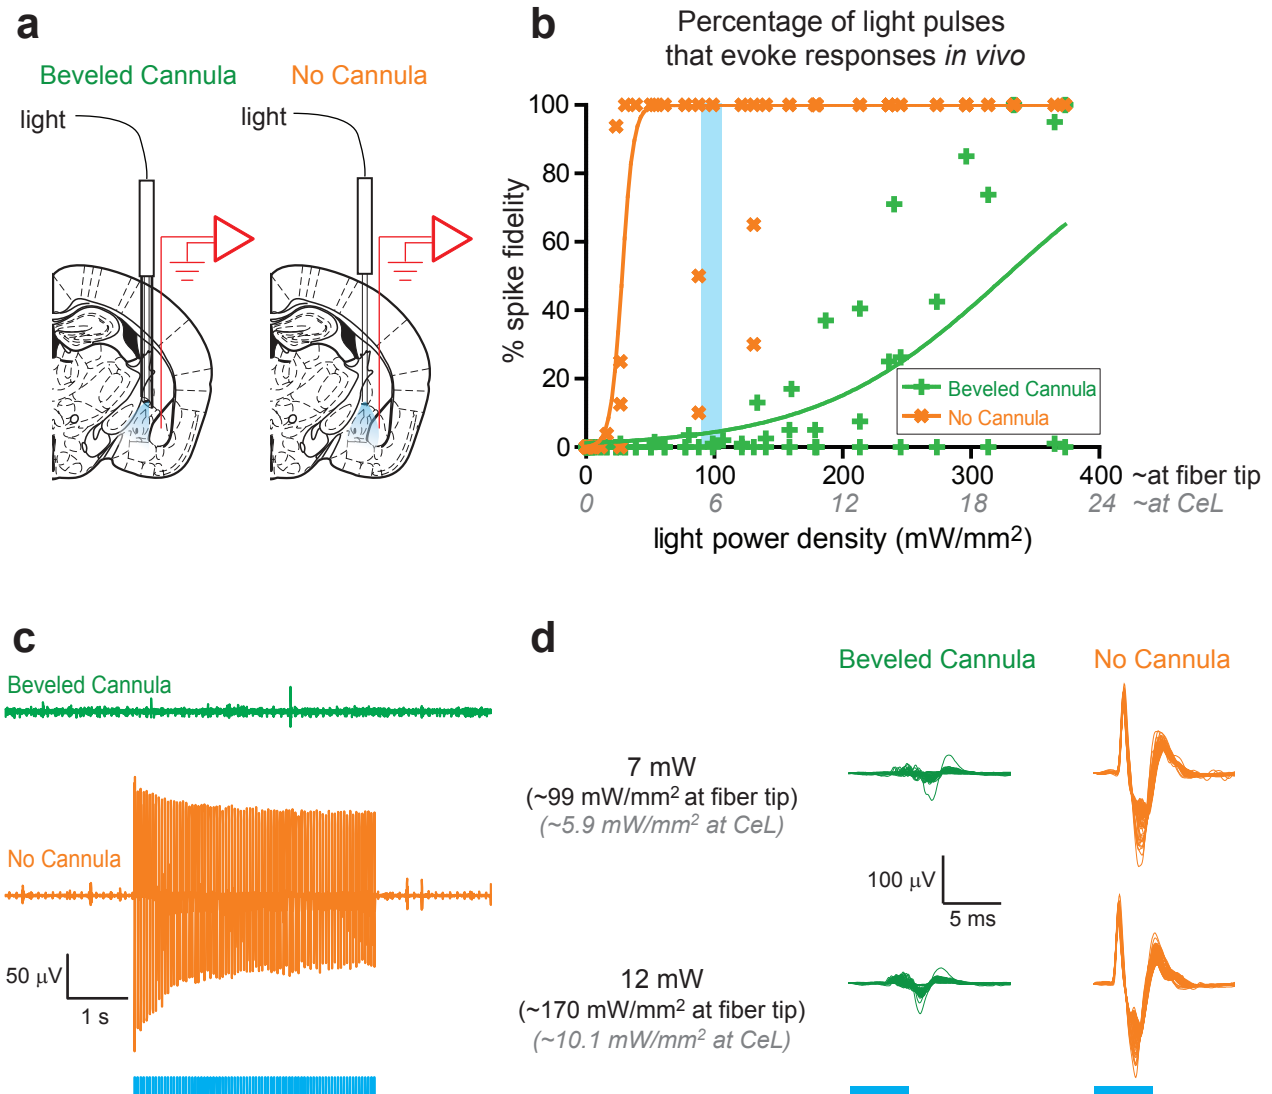 a
Beveled Cannula
No Cannula
light
light
b
Percentage of light pulses
that evoke responses in vivo
% spike fidelity
100
80
60
40
20
0
Beveled Cannula
No Cannula
0 100 200 300 400 ~at fiber tip
0 6 12 18 24 ~at CeL
light power density (mW/mm²)
c
Beveled Cannula
No Cannula
50 µV
1 s
d
Beveled Cannula
No Cannula
7 mW
(~99 mW/mm² at fiber tip)
(~5.9 mW/mm² at CeL)
100 µV
5 ms
12 mW
(~170 mW/mm² at fiber tip)
(~10.1 mW/mm² at CeL)